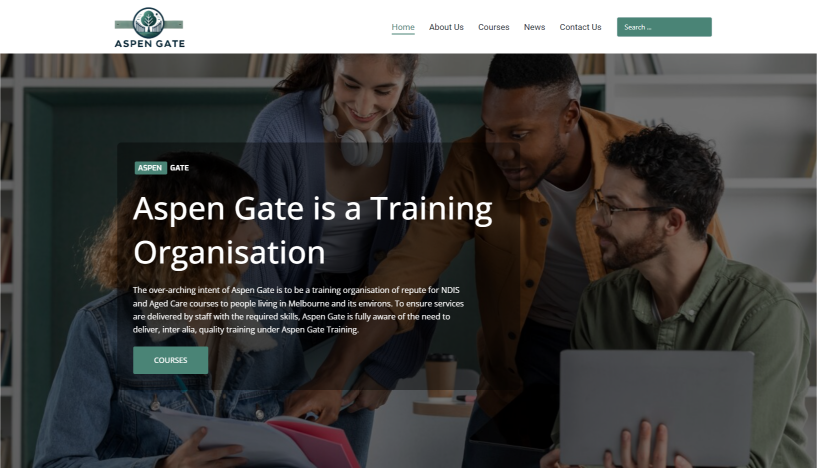 ASPEN GATE
Home About Us Courses News Contact Us Search ...
ASPEN GATE
Aspen Gate is a Training
Organisation
The over-arching intent of Aspen Gate is to be a training organisation of repute for NDIS
and Aged Care courses to people living in Melbourne and its environs. To ensure services
are delivered by staff with the required skills, Aspen Gate is fully aware of the need to
deliver, inter alia, quality training under Aspen Gate Training.
COURSES